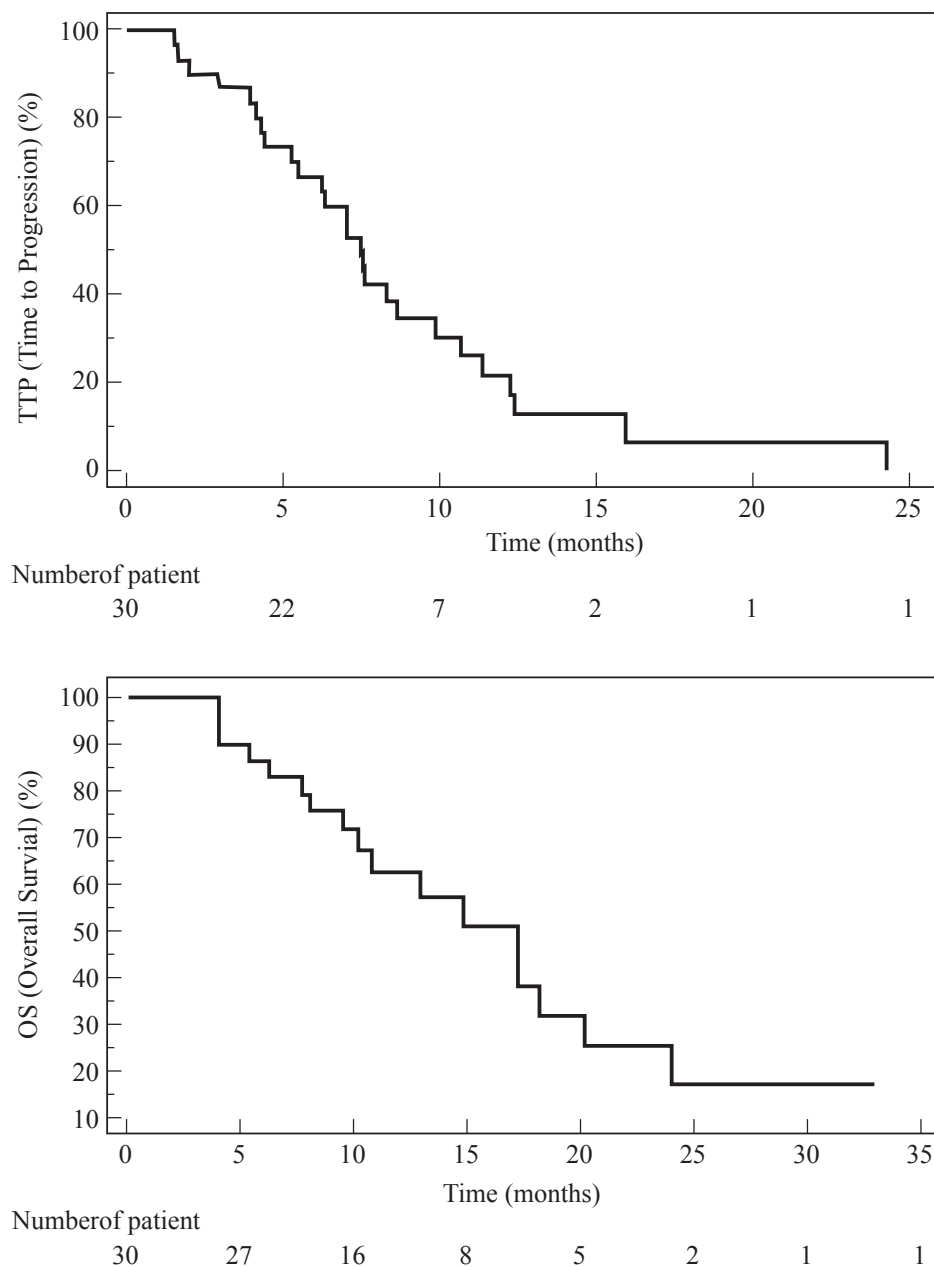 TTP (Time to Progression) (%)
100
80
60
40
20
0
0 5 10 15 20 25
Time (months)
Numberof patient
30 22 7 2 1 1
OS (Overall Survial) (%)
100
90
80
70
60
50
40
30
20
10
0 5 10 15 20 25 30 35
Time (months)
Numberof patient
30 27 16 8 5 2 1 1